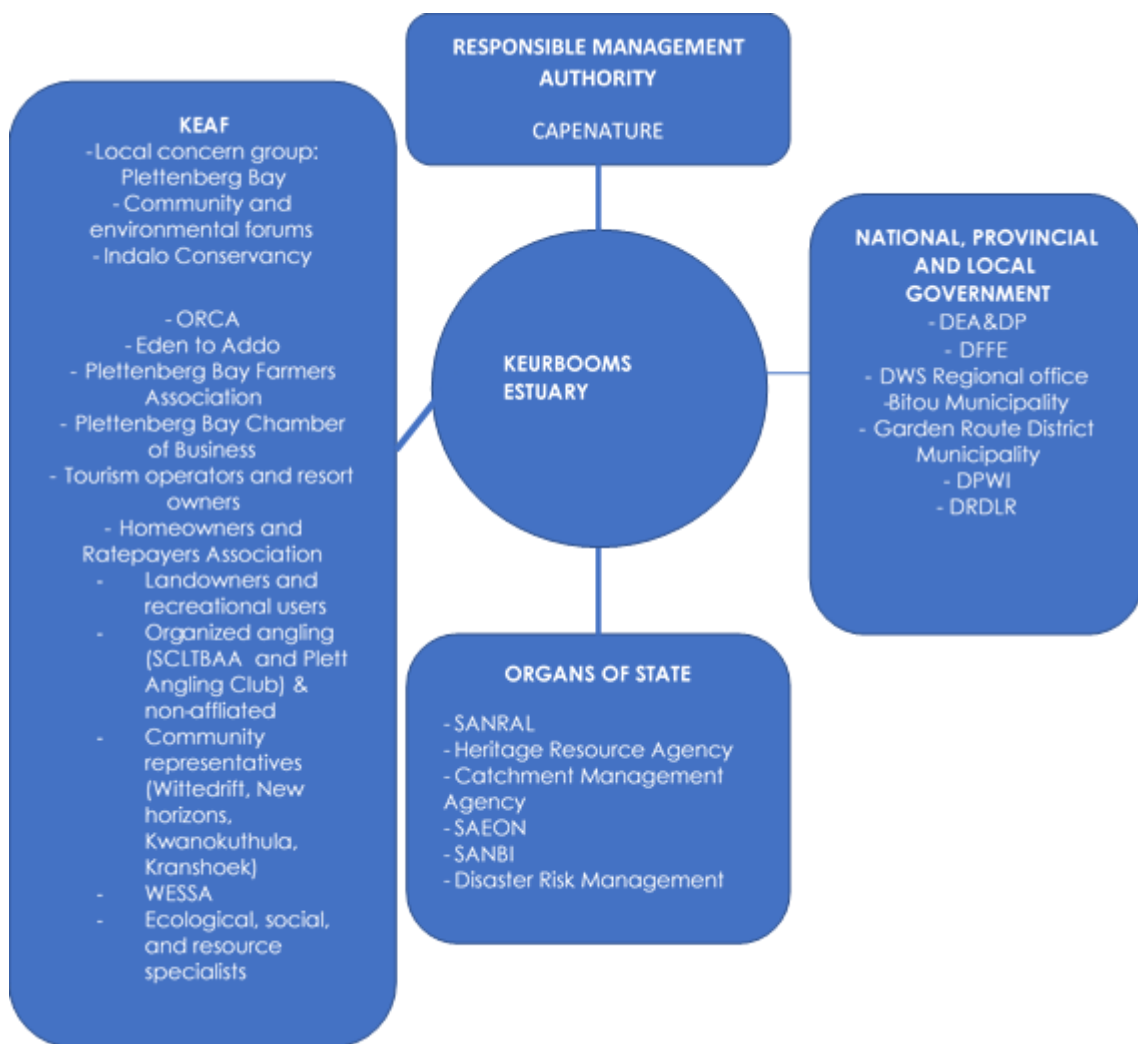 RESPONSIBLE MANAGEMENT
AUTHORITY
CAPENATURE
KEAF
-Local concern group:
Plettenberg Bay
- Community and
environmental forums
- Indalo Conservancy
- ORCA
- Eden to Addo
- Plettenberg Bay Farmers
Association
- Plettenberg Bay Chamber
of Business
- Tourism operators and resort
owners
- Homeowners and
Ratepayers Association
- Landowners and
recreational users
- Organized angling
(SCLTBAA and Plett
Angling Club) &
non-affliated
- Community
representatives
(Wittedrift, New
horizons,
Kwanokuthula,
Kranshoek)
- WESSA
- Ecological, social,
and resource
specialists
KEURBOOMS
ESTUARY
NATIONAL, PROVINCIAL
AND LOCAL
GOVERNMENT
- DEA&DP
- DFFE
- DWS Regional office
-Bitou Municipality
- Garden Route District
Municipality
- DPWI
- DRDLR
ORGANS OF STATE
- SANRAL
- Heritage Resource Agency
- Catchment Management
Agency
- SAEON
- SANBI
- Disaster Risk Management